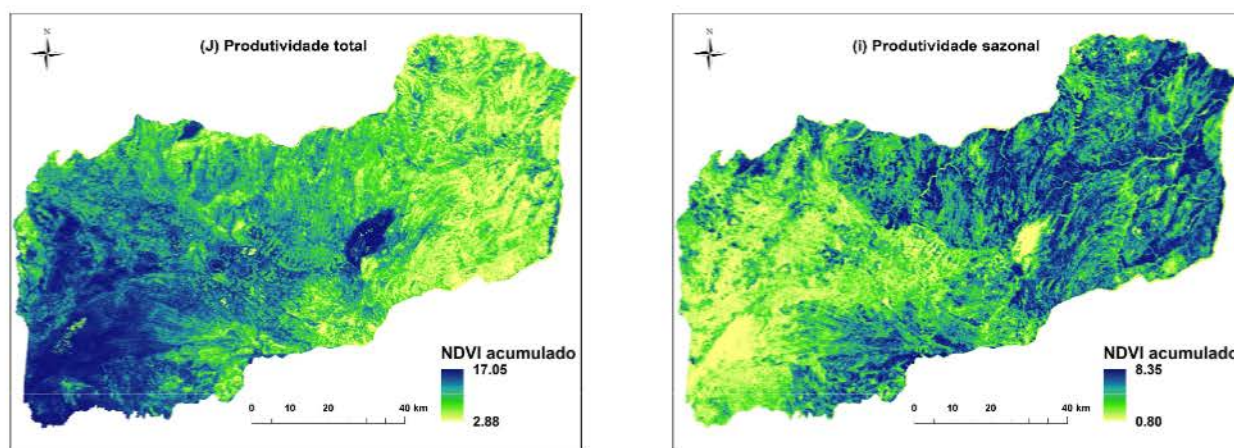 N
(J) Produtividade total
NDVI acumulado
17.05
2.88
0 10 20 40 km
N
(i) Produtividade sazonal
NDVI acumulado
8.35
0.80
0 10 20 40 km